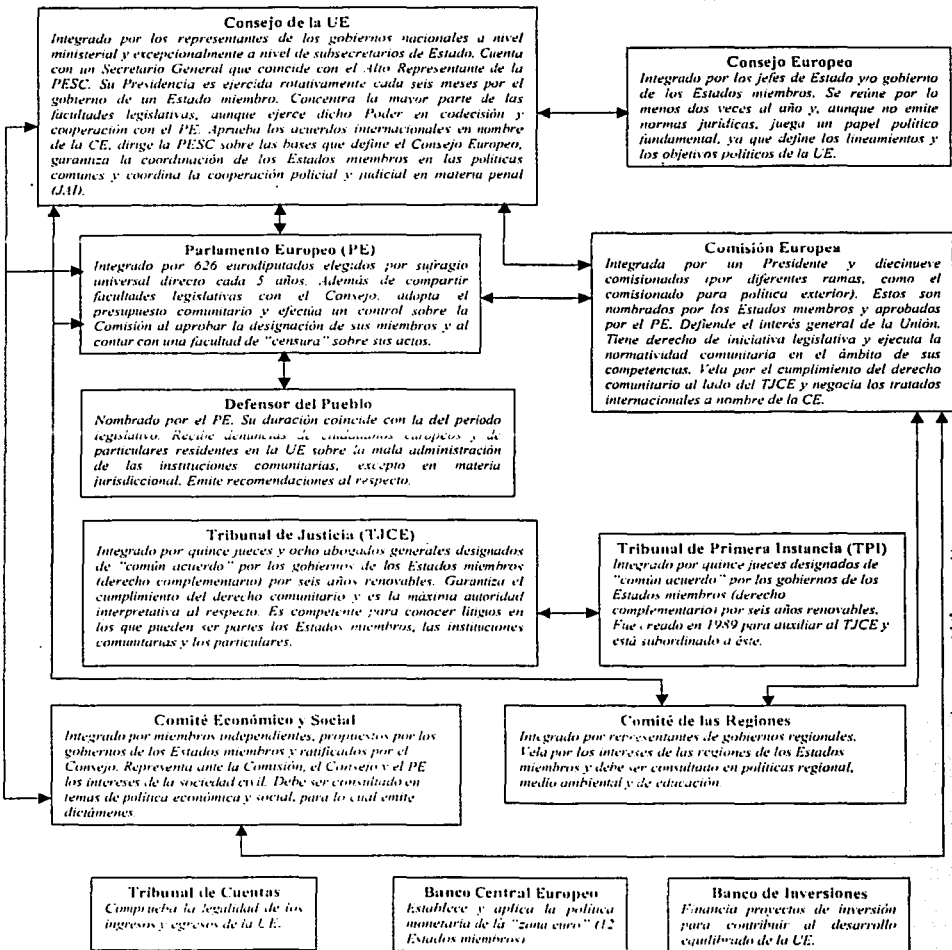 Consejo de la UE
Integrado por los representantes de los gobiernos nacionales a nivel
ministerial y excepcionalmente a nivel de subsecretarios de Estado. Cuenta
con un Secretario General que coincide con el Alto Representante de la
PESC. Su Presidencia es ejercida rotativamente cada seis meses por el
gobierno de un Estado miembro. Concentra la mayor parte de las
facultades legislativas, aunque ejerce dicho Poder en codecisión y
cooperación con el PE. Aprueba los acuerdos internacionales en nombre
de la CE, dirige la PESC sobre las bases que define el Consejo Europeo,
garantiza la coordinación de los Estados miembros en las políticas
comunes y coordina la cooperación policial y judicial en materia penal
(JAI).
Consejo Europeo
Integrado por los jefes de Estado y/o gobierno
de los Estados miembros. Se reúne por lo
menos dos veces al año y, aunque no emite
normas jurídicas, juega un papel político
fundamental, ya que define los lineamientos y
los objetivos políticos de la UE.
Parlamento Europeo (PE)
Integrado por 626 eurodiputados elegidos por sufragio
universal directo cada 5 años. Además de compartir
facultades legislativas con el Consejo, adopta el
presupuesto comunitario y efectúa un control sobre la
Comisión al aprobar la designación de sus miembros y al
contar con una facultad de "censura" sobre sus actos.
Comisión Europea
Integrada por un Presidente y diecinueve
comisionados (por diferentes ramas, como el
comisionado para política exterior). Estos son
nombrados por los Estados miembros y aprobados
por el PE. Defiende el interés general de la Unión.
Tiene derecho de iniciativa legislativa y ejecuta la
normatividad comunitaria en el ámbito de sus
competencias. Vela por el cumplimiento del derecho
comunitario al lado del TJCE y negocia los tratados
internacionales a nombre de la CE.
Defensor del Pueblo
Nombrado por el PE. Su duración coincide con la del periodo
legislativo. Recibe denuncias de ciudadanos europeos y de
particulares residentes en la UE sobre la mala administración
de las instituciones comunitarias, excepto en materia
jurisdiccional. Emite recomendaciones al respecto.
Tribunal de Justicia (TJCE)
Integrado por quince jueces y ocho abogados generales designados
de "común acuerdo" por los gobiernos de los Estados miembros
(derecho complementario) por seis años renovables. Garantiza el
cumplimiento del derecho comunitario y es la máxima autoridad
interpretativa al respecto. Es competente para conocer litigios en
los que pueden ser partes los Estados miembros, las instituciones
comunitarias y los particulares.
Tribunal de Primera Instancia (TPI)
Integrado por quince jueces designados de
"común acuerdo" por los gobiernos de los
Estados miembros (derecho
complementario) por seis años renovables.
Fue creado en 1989 para auxiliar al TJCE y
está subordinado a éste.
Comité Económico y Social
Integrado por miembros independientes, propuestos por los
gobiernos de los Estados miembros y ratificados por el
Consejo. Representa ante la Comisión, el Consejo y el PE
los intereses de la sociedad civil. Debe ser consultado en
temas de política económica y social, para lo cual emite
dictámenes.
Comité de las Regiones
Integrado por representantes de gobiernos regionales.
Vela por los intereses de las regiones de los Estados
miembros y debe ser consultado en políticas regional,
medio ambiental y de educación.
Tribunal de Cuentas
Comprueba la legalidad de los
ingresos y egresos de la UE.
Banco Central Europeo
Establece y aplica la política
monetaria de la "zona euro" (12
Estados miembros)
Banco de Inversiones
Financia proyectos de inversión
para contribuir al desarrollo
equilibrado de la UE.